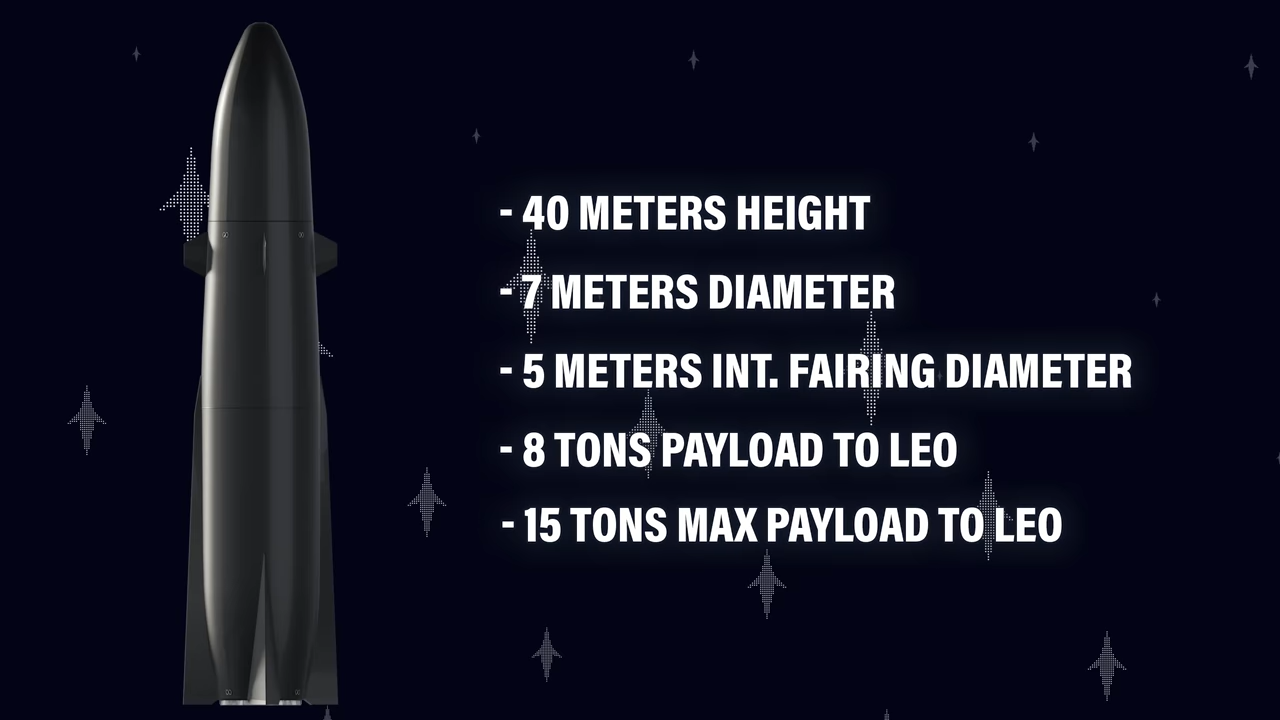 - 40 METERS HEIGHT
- 7 METERS DIAMETER
- 5 METERS INT. FAIRING DIAMETER
- 8 TONS PAYLOAD TO LEO
- 15 TONS MAX PAYLOAD TO LEO